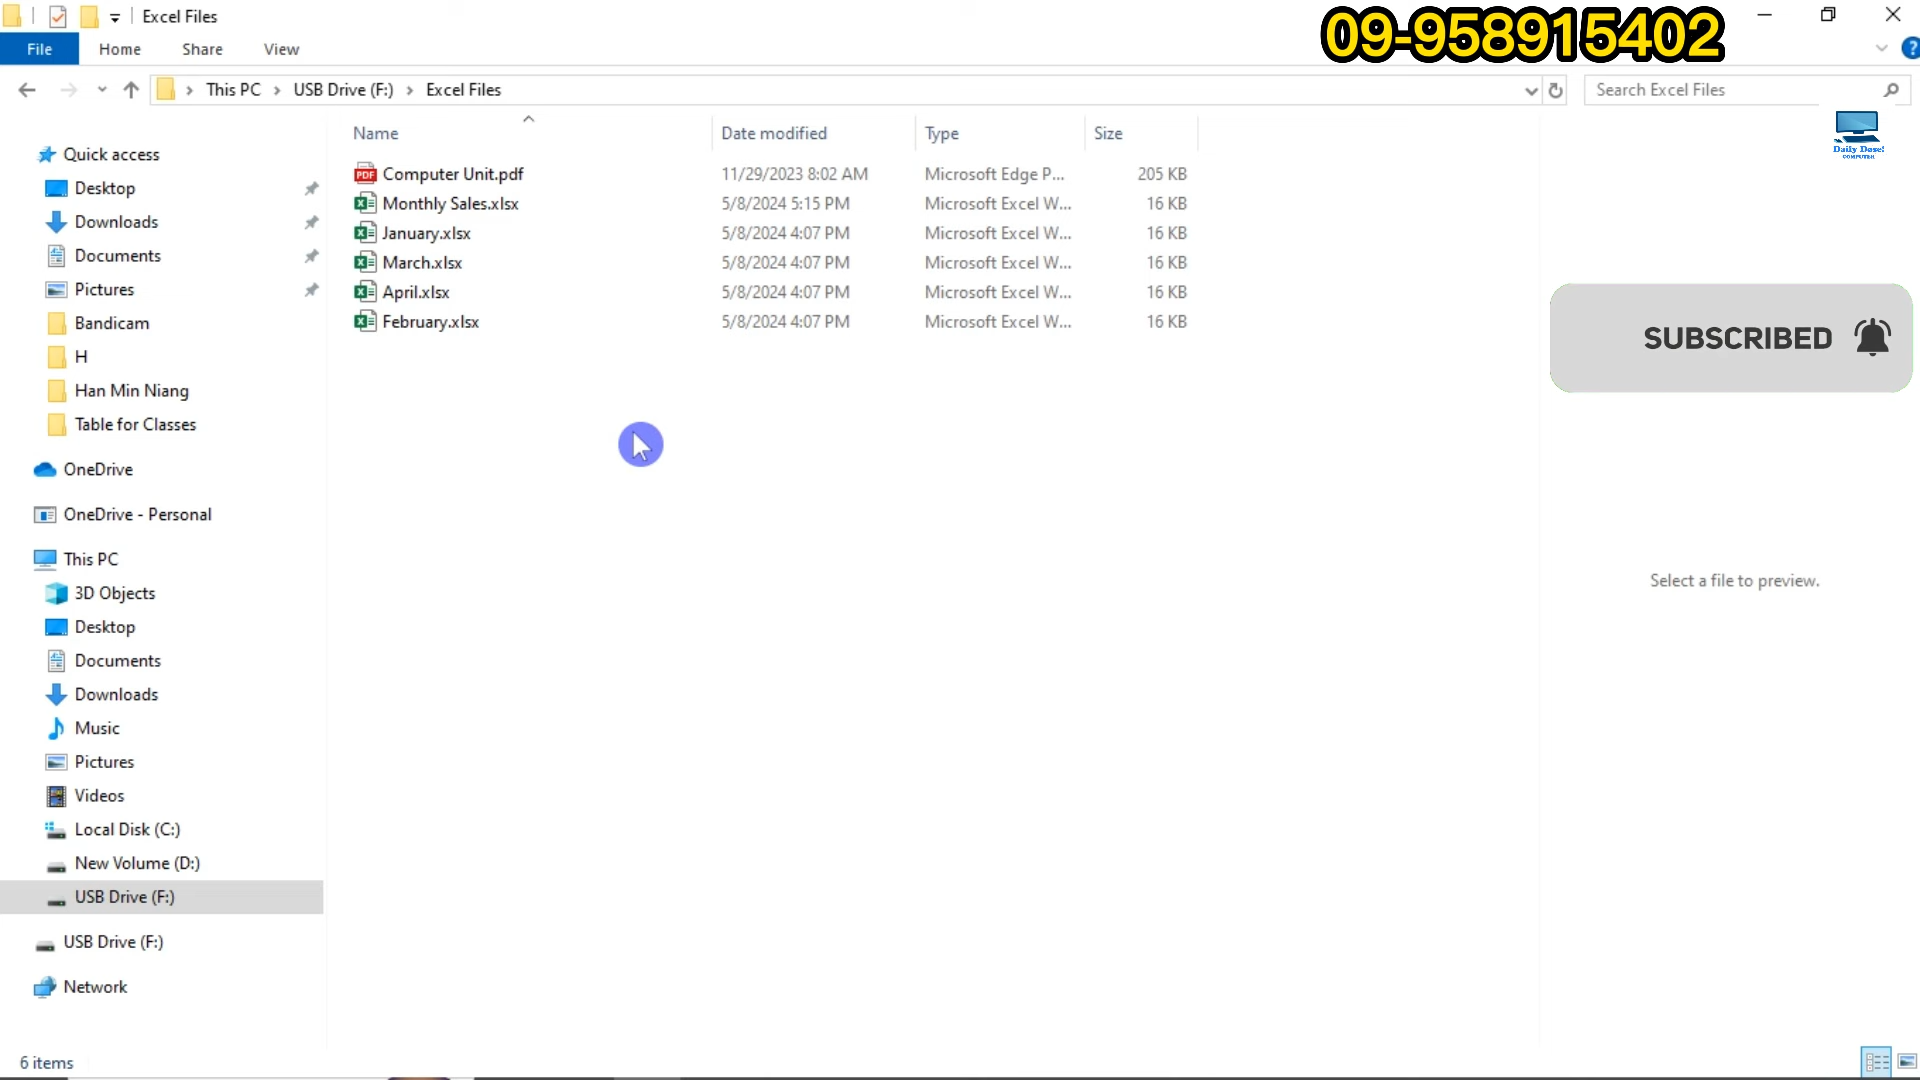 Excel Files
09-958915402
File Home Share View
?
This PC > USB Drive (F:) > Excel Files
Search Excel Files
Daily Dose!
COMPUTER
Name Date modified Type Size
PDF Computer Unit.pdf 11/29/2023 8:02 AM Microsoft Edge P... 205 KB
Monthly Sales.xlsx 5/8/2024 5:15 PM Microsoft Excel W... 16 KB
January.xlsx 5/8/2024 4:07 PM Microsoft Excel W... 16 KB
March.xlsx 5/8/2024 4:07 PM Microsoft Excel W... 16 KB
April.xlsx 5/8/2024 4:07 PM Microsoft Excel W... 16 KB
February.xlsx 5/8/2024 4:07 PM Microsoft Excel W... 16 KB
Quick access
Desktop
Downloads
Documents
Pictures
Bandicam
H
Han Min Niang
Table for Classes
OneDrive
OneDrive - Personal
This PC
3D Objects
Desktop
Documents
Downloads
Music
Pictures
Videos
Local Disk (C:)
New Volume (D:)
USB Drive (F:)
USB Drive (F:)
Network
SUBSCRIBED
Select a file to preview.
6 items